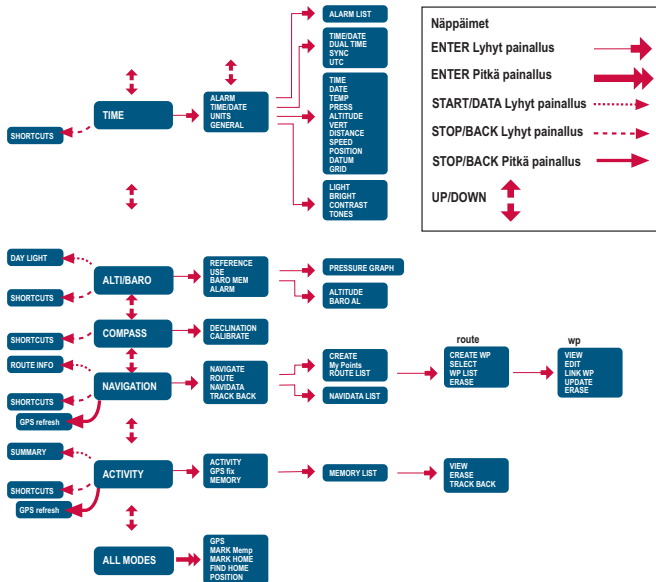 ALARM LIST
TIME/DATE
DUAL TIME
SYNC
UTC
ALARM
TIME/DATE
UNITS
GENERAL
TIME
SHORTCUTS
TIME
DATE
TEMP
PRESS
ALTITUDE
VERT
DISTANCE
SPEED
POSITION
DATUM
GRID
LIGHT
BRIGHT
CONTRAST
TONES
Näppäimet
ENTER Lyhyt painallus
ENTER Pitkä painallus
START/DATA Lyhyt painallus
STOP/BACK Lyhyt painallus
STOP/BACK Pitkä painallus
UP/DOWN
DAY LIGHT
SHORTCUTS
ALTI/BARO
REFERENCE
USE
BARO MEM
ALARM
PRESSURE GRAPH
ALTITUDE
BARO AL
SHORTCUTS
COMPASS
DECLINATION
CALIBRATE
ROUTE INFO
SHORTCUTS
GPS refresh
NAVIGATION
NAVIGATE
ROUTE
NAVIDATA
TRACK BACK
CREATE
My Points
ROUTE LIST
NAVIDATA LIST
route
CREATE WP
SELECT
WP LIST
ERASE
wp
VIEW
EDIT
LINK WP
UPDATE
ERASE
SUMMARY
SHORTCUTS
GPS refresh
ACTIVITY
ACTIVITY
GPS fix
MEMORY
MEMORY LIST
VIEW
ERASE
TRACK BACK
ALL MODES
GPS
MARK Memp
MARK HOME
FIND HOME
POSITION